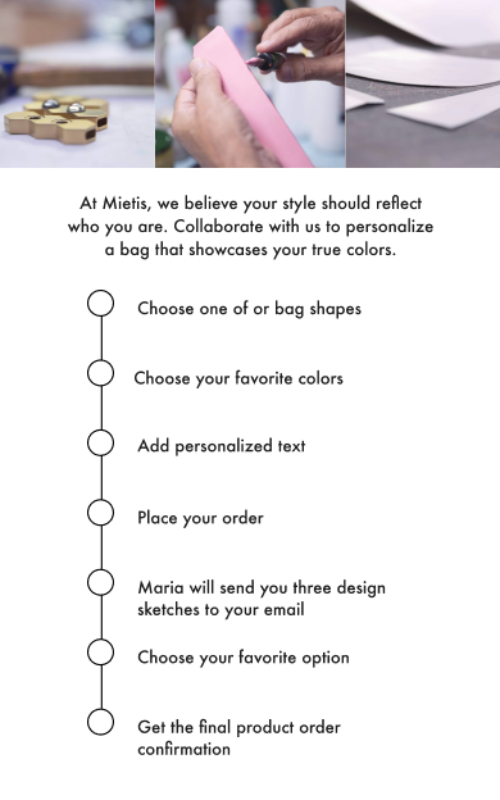 At Mietis, we believe your style should reflect
who you are. Collaborate with us to personalize
a bag that showcases your true colors.
Choose one of or bag shapes
Choose your favorite colors
Add personalized text
Place your order
Maria will send you three design
sketches to your email
Choose your favorite option
Get the final product order
confirmation